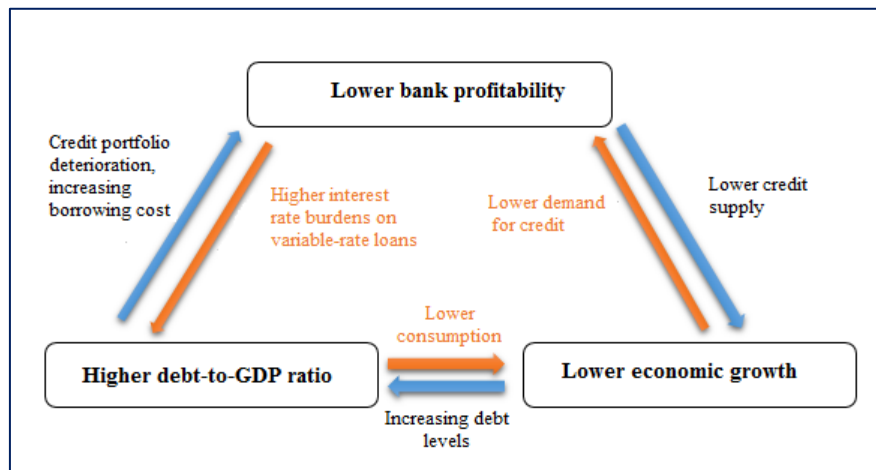 Lower bank profitability
Credit portfolio
deterioration,
increasing
borrowing cost
Higher interest
rate burdens on
variable-rate loans
Lower demand
for credit
Lower credit
supply
Lower
consumption
Higher debt-to-GDP ratio
Lower economic growth
Increasing debt
levels